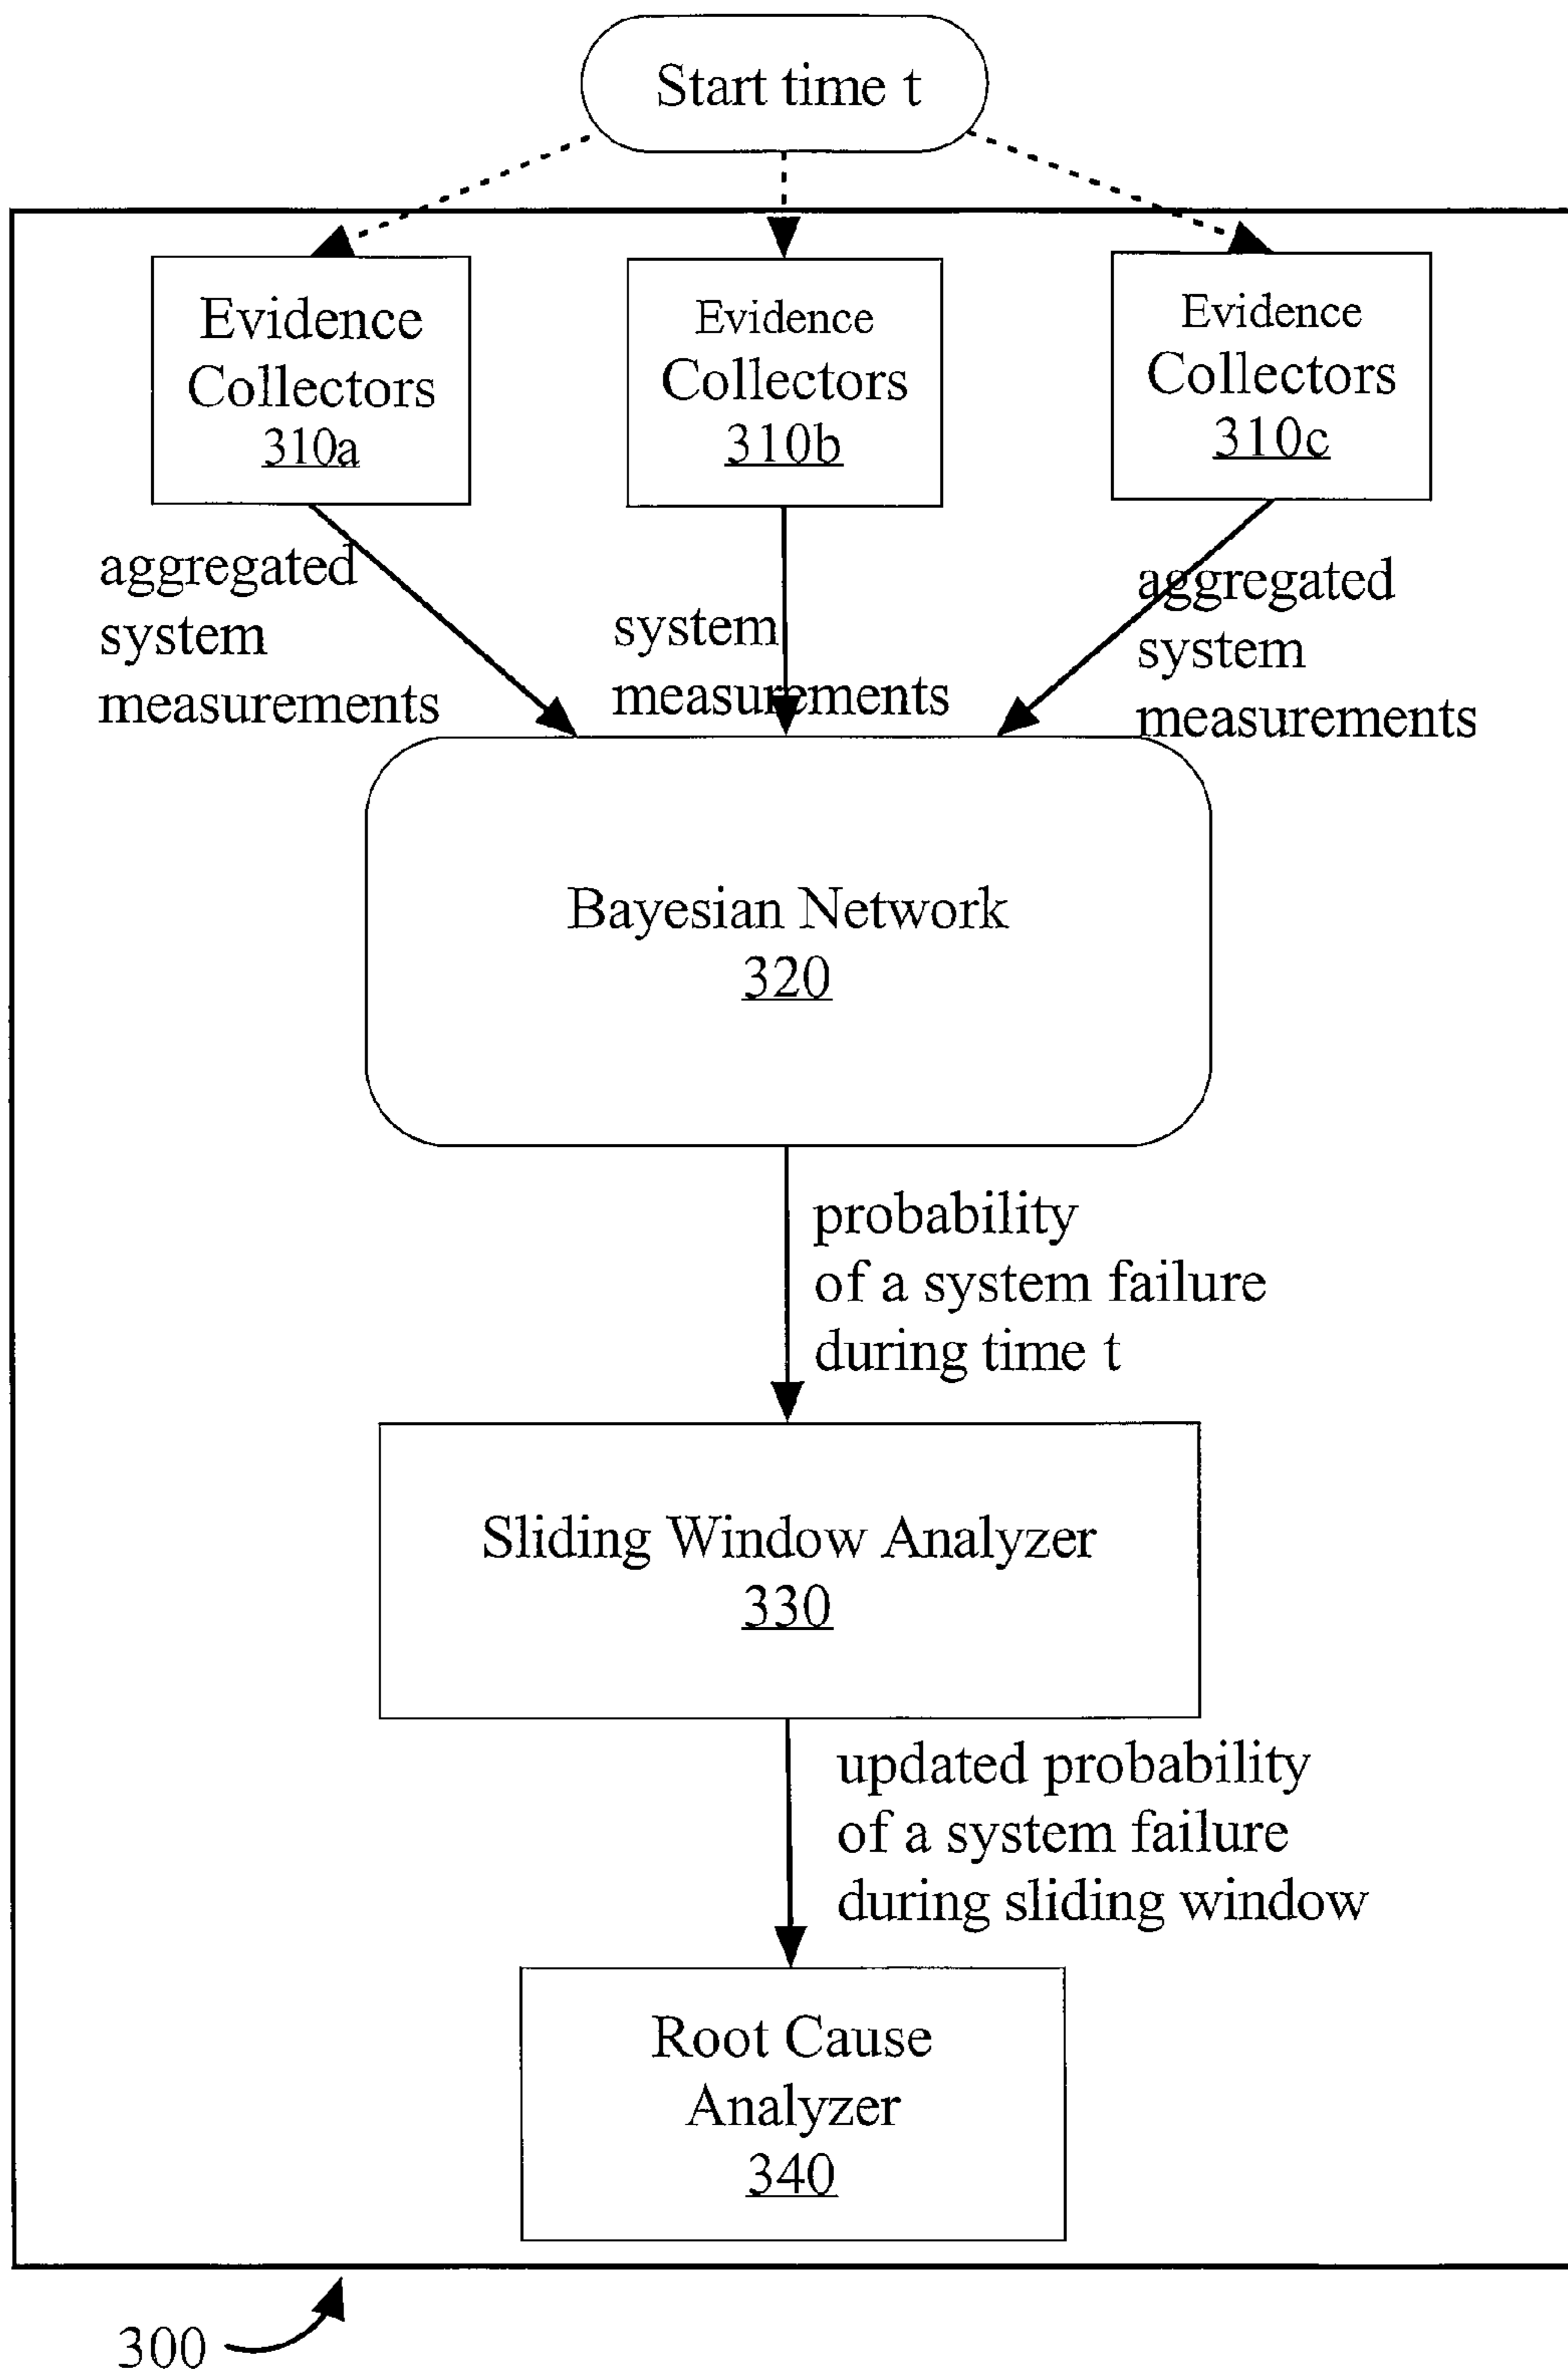 Start time t
Evidence
Collectors
310a
Evidence
Collectors
310b
Evidence
Collectors
310c
aggregated
system
measurements
system
measurements
aggregated
system
measurements
Bayesian Network
320
probability
of a system failure
during time t
Sliding Window Analyzer
330
updated probability
of a system failure
during sliding window
Root Cause
Analyzer
340
300